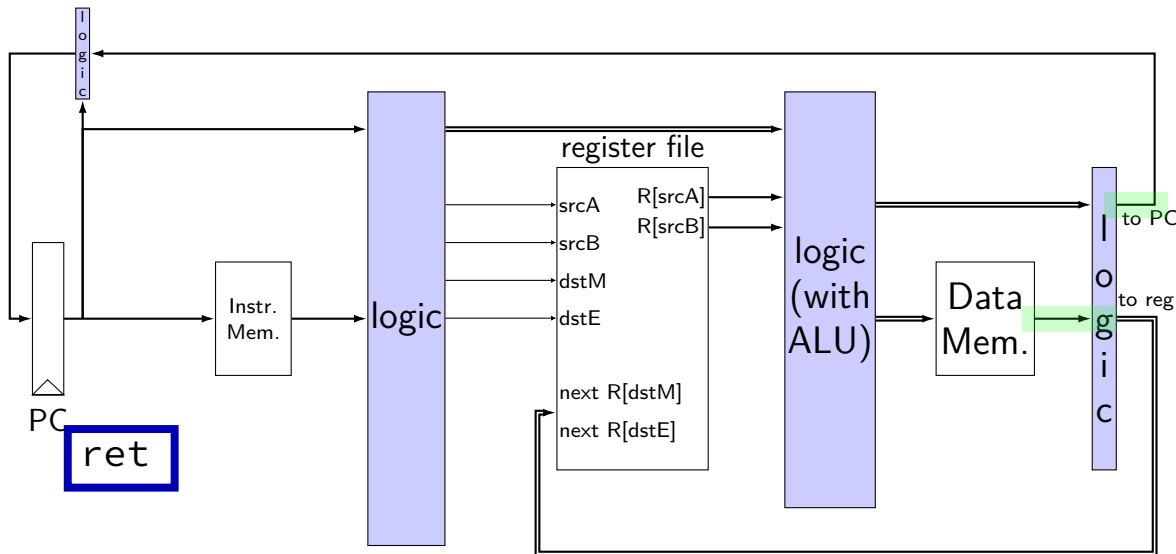 logic
register file
srcA
srcB
dstM
dstE
R[srcA]
R[srcB]
next R[dstM]
next R[dstE]
PC
ret
Instr.
Mem.
logic
logic
(with
ALU)
Data
Mem.
logic
to PC
to reg